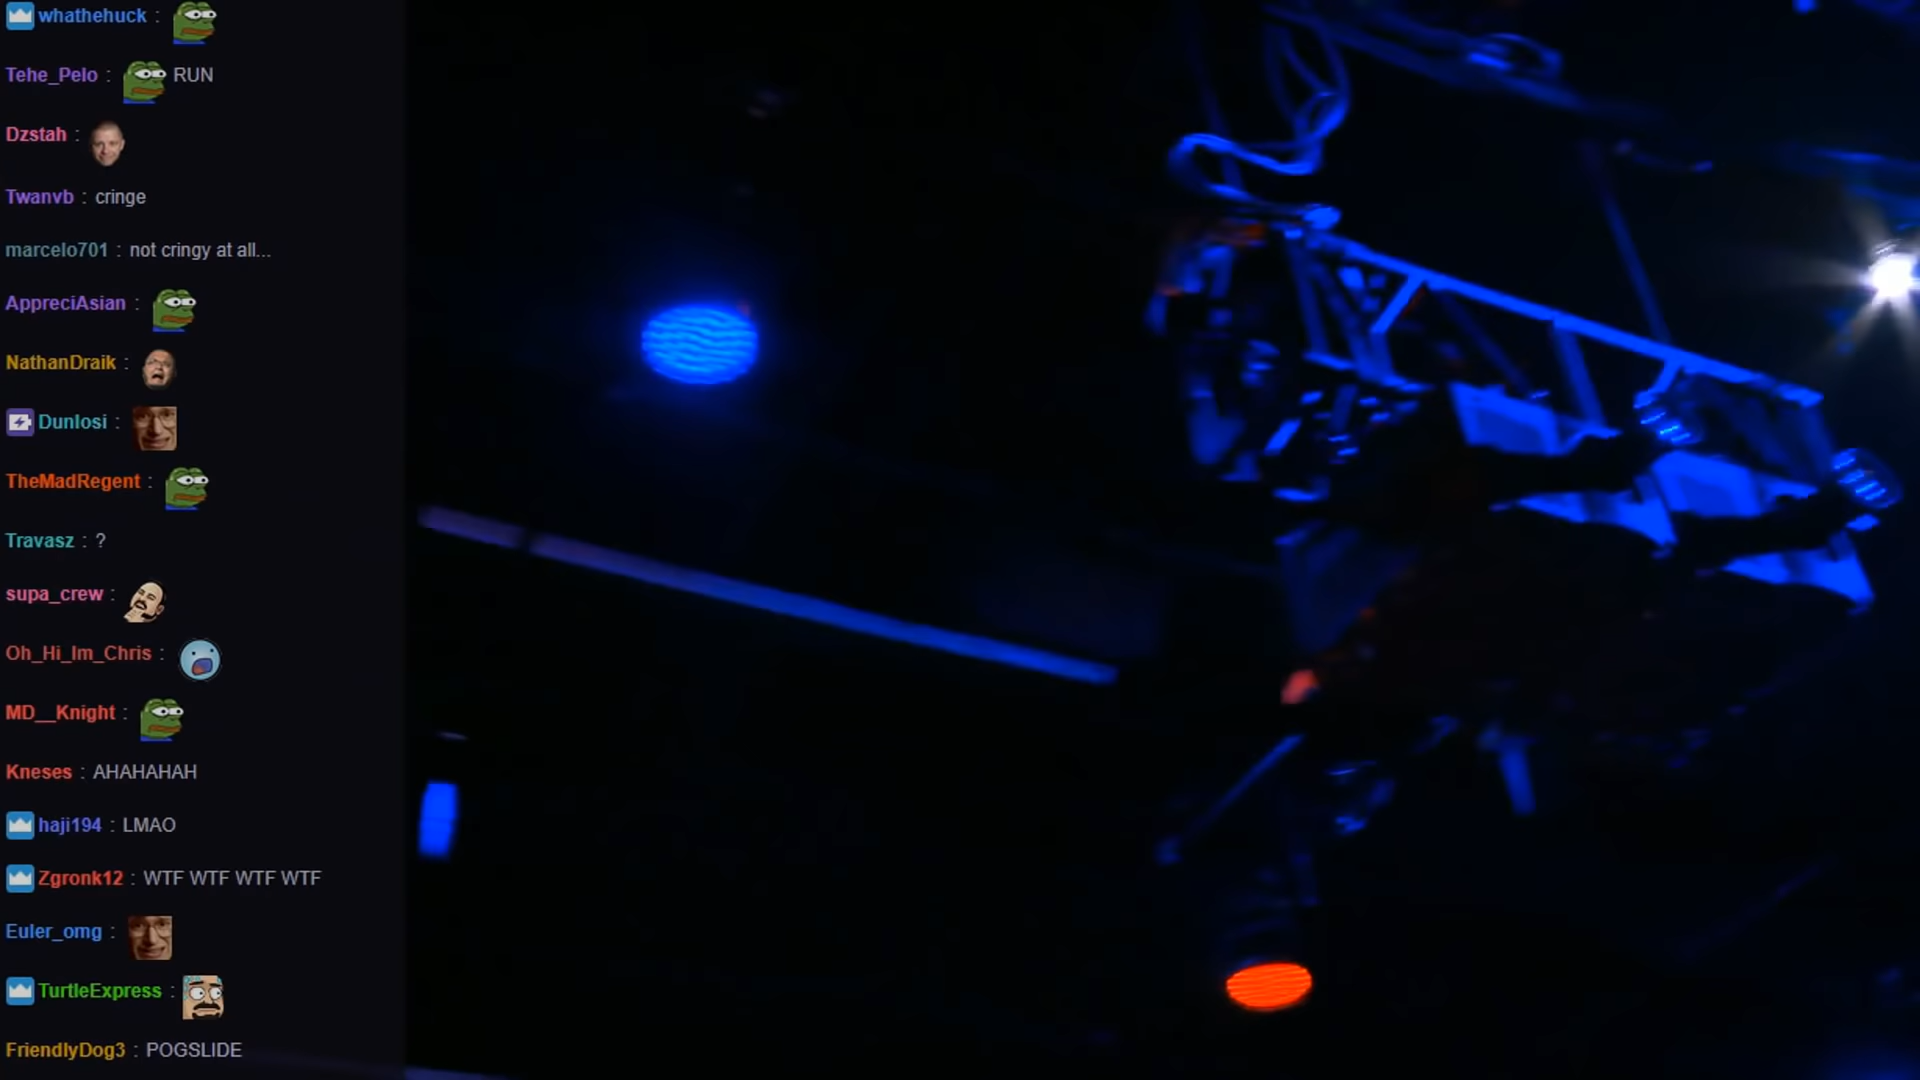 whathehuck :
Tehe_Pelo : RUN
Dzstah :
Twanvb : cringe
marcelo701 : not cringy at all...
AppreciAsian :
NathanDraik :
Dunlosi :
TheMadRegent :
Travasz : ?
supa_crew :
Oh_Hi_Im_Chris :
MD__Knight :
Kneses : AHAHAHAH
haji194 : LMAO
Zgronk12 : WTF WTF WTF WTF
Euler_omg :
TurtleExpress :
FriendlyDog3 : POGSLIDE